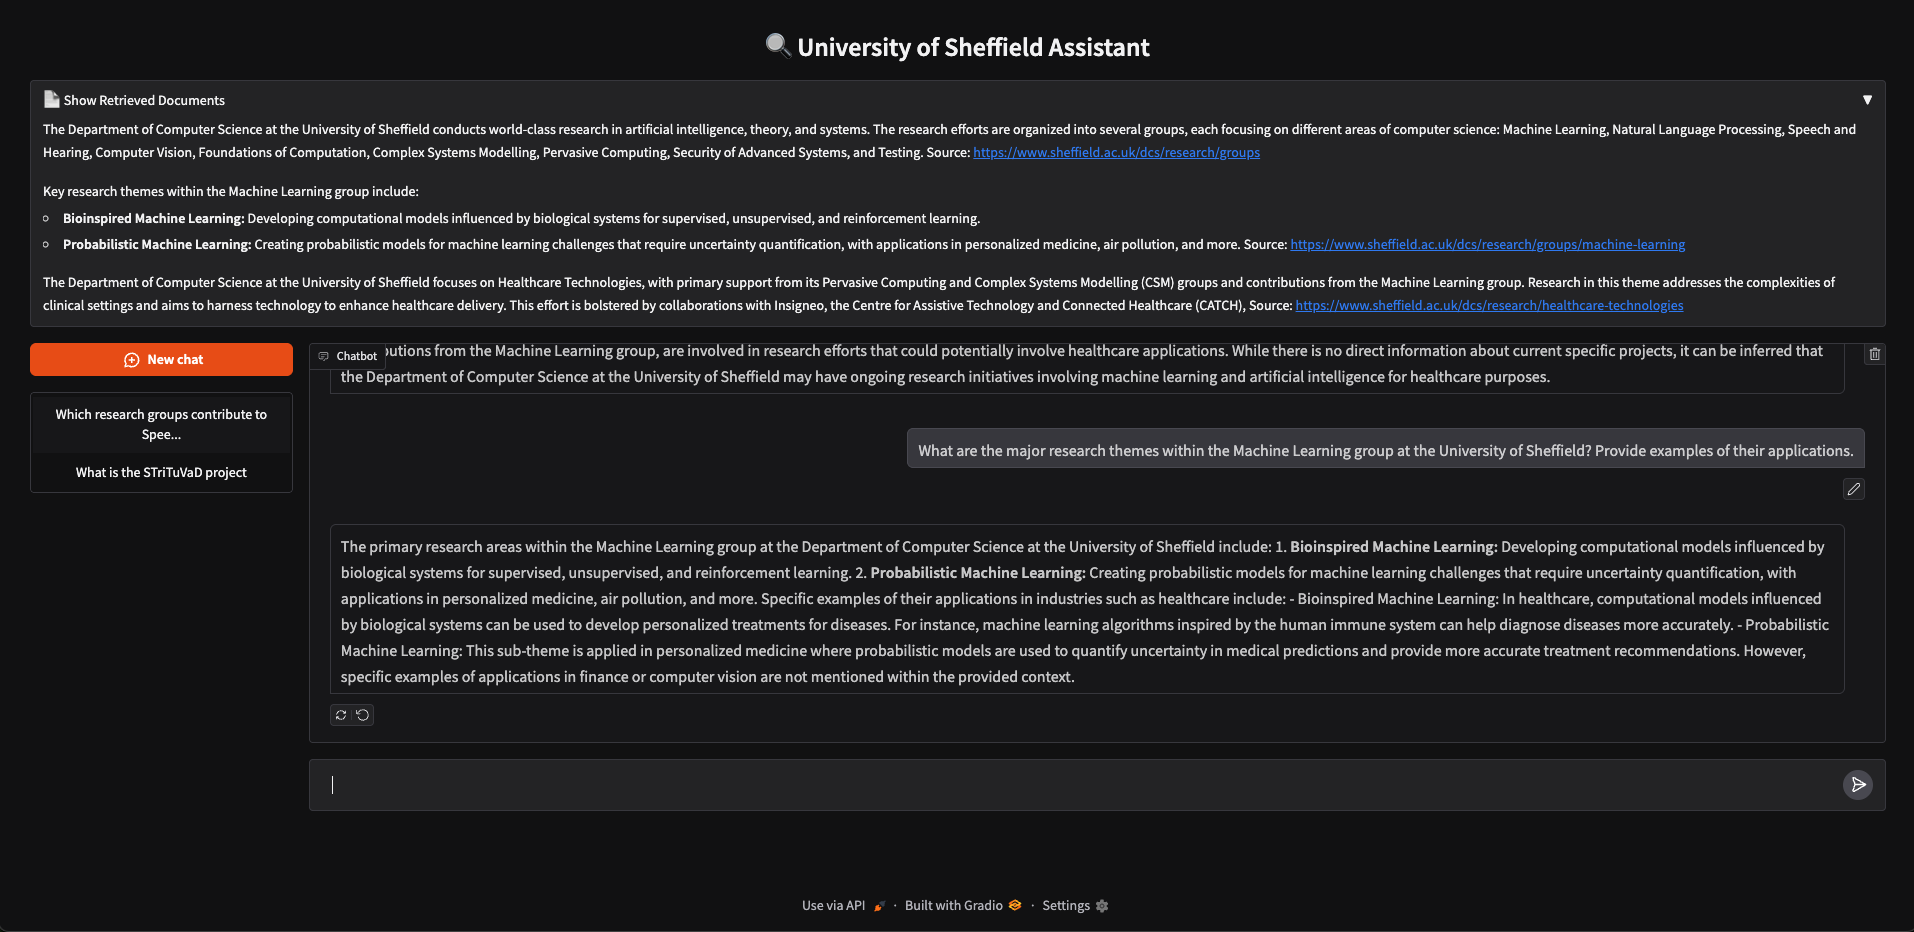 University of Sheffield Assistant
Show Retrieved Documents
The Department of Computer Science at the University of Sheffield conducts world-class research in artificial intelligence, theory, and systems. The research efforts are organized into several groups, each focusing on different areas of computer science: Machine Learning, Natural Language Processing, Speech and
Hearing, Computer Vision, Foundations of Computation, Complex Systems Modelling, Pervasive Computing, Security of Advanced Systems, and Testing. Source: https://www.sheffield.ac.uk/dcs/research/groups
Key research themes within the Machine Learning group include:
Bioinspired Machine Learning: Developing computational models influenced by biological systems for supervised, unsupervised, and reinforcement learning.
Probabilistic Machine Learning: Creating probabilistic models for machine learning challenges that require uncertainty quantification, with applications in personalized medicine, air pollution, and more. Source: https://www.sheffield.ac.uk/dcs/research/groups/machine-learning
The Department of Computer Science at the University of Sheffield focuses on Healthcare Technologies, with primary support from its Pervasive Computing and Complex Systems Modelling (CSM) groups and contributions from the Machine Learning group. Research in this theme addresses the complexities of
clinical settings and aims to harness technology to enhance healthcare delivery. This effort is bolstered by collaborations with Insigneo, the Centre for Assistive Technology and Connected Healthcare (CATCH), Source: https://www.sheffield.ac.uk/dcs/research/healthcare-technologies
New chat
Which research groups contribute to
Spee...
What is the STriTuVaD project
Chatbot
butions from the Machine Learning group, are involved in research efforts that could potentially involve healthcare applications. While there is no direct information about current specific projects, it can be inferred that
the Department of Computer Science at the University of Sheffield may have ongoing research initiatives involving machine learning and artificial intelligence for healthcare purposes.
What are the major research themes within the Machine Learning group at the University of Sheffield? Provide examples of their applications.
The primary research areas within the Machine Learning group at the Department of Computer Science at the University of Sheffield include: 1. Bioinspired Machine Learning: Developing computational models influenced by
biological systems for supervised, unsupervised, and reinforcement learning. 2. Probabilistic Machine Learning: Creating probabilistic models for machine learning challenges that require uncertainty quantification, with
applications in personalized medicine, air pollution, and more. Specific examples of their applications in industries such as healthcare include: - Bioinspired Machine Learning: In healthcare, computational models influenced
by biological systems can be used to develop personalized treatments for diseases. For instance, machine learning algorithms inspired by the human immune system can help diagnose diseases more accurately. - Probabilistic
Machine Learning: This sub-theme is applied in personalized medicine where probabilistic models are used to quantify uncertainty in medical predictions and provide more accurate treatment recommendations. However,
specific examples of applications in finance or computer vision are not mentioned within the provided context.
Use via API · Built with Gradio · Settings